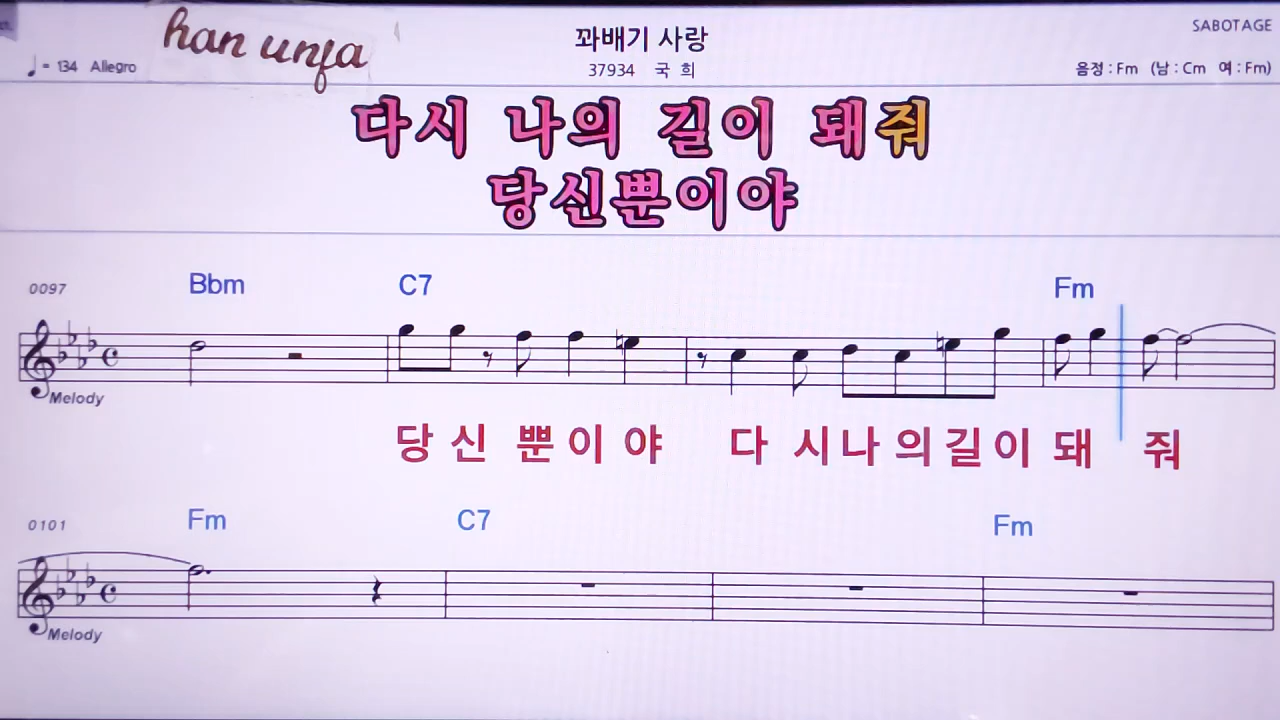 han unfa
꽈배기 사랑
SABOTAGE
♩= 134 Allegro
37934 국 희
음정 : Fm (남 : Cm 여 : Fm)
다시 나의 길이 돼줘
당신뿐이야
0097 Bbm C7 Fm
Melody
당 신 뿐 이 야 다 시 나 의 길 이 돼 줘
0101 Fm C7 Fm
Melody